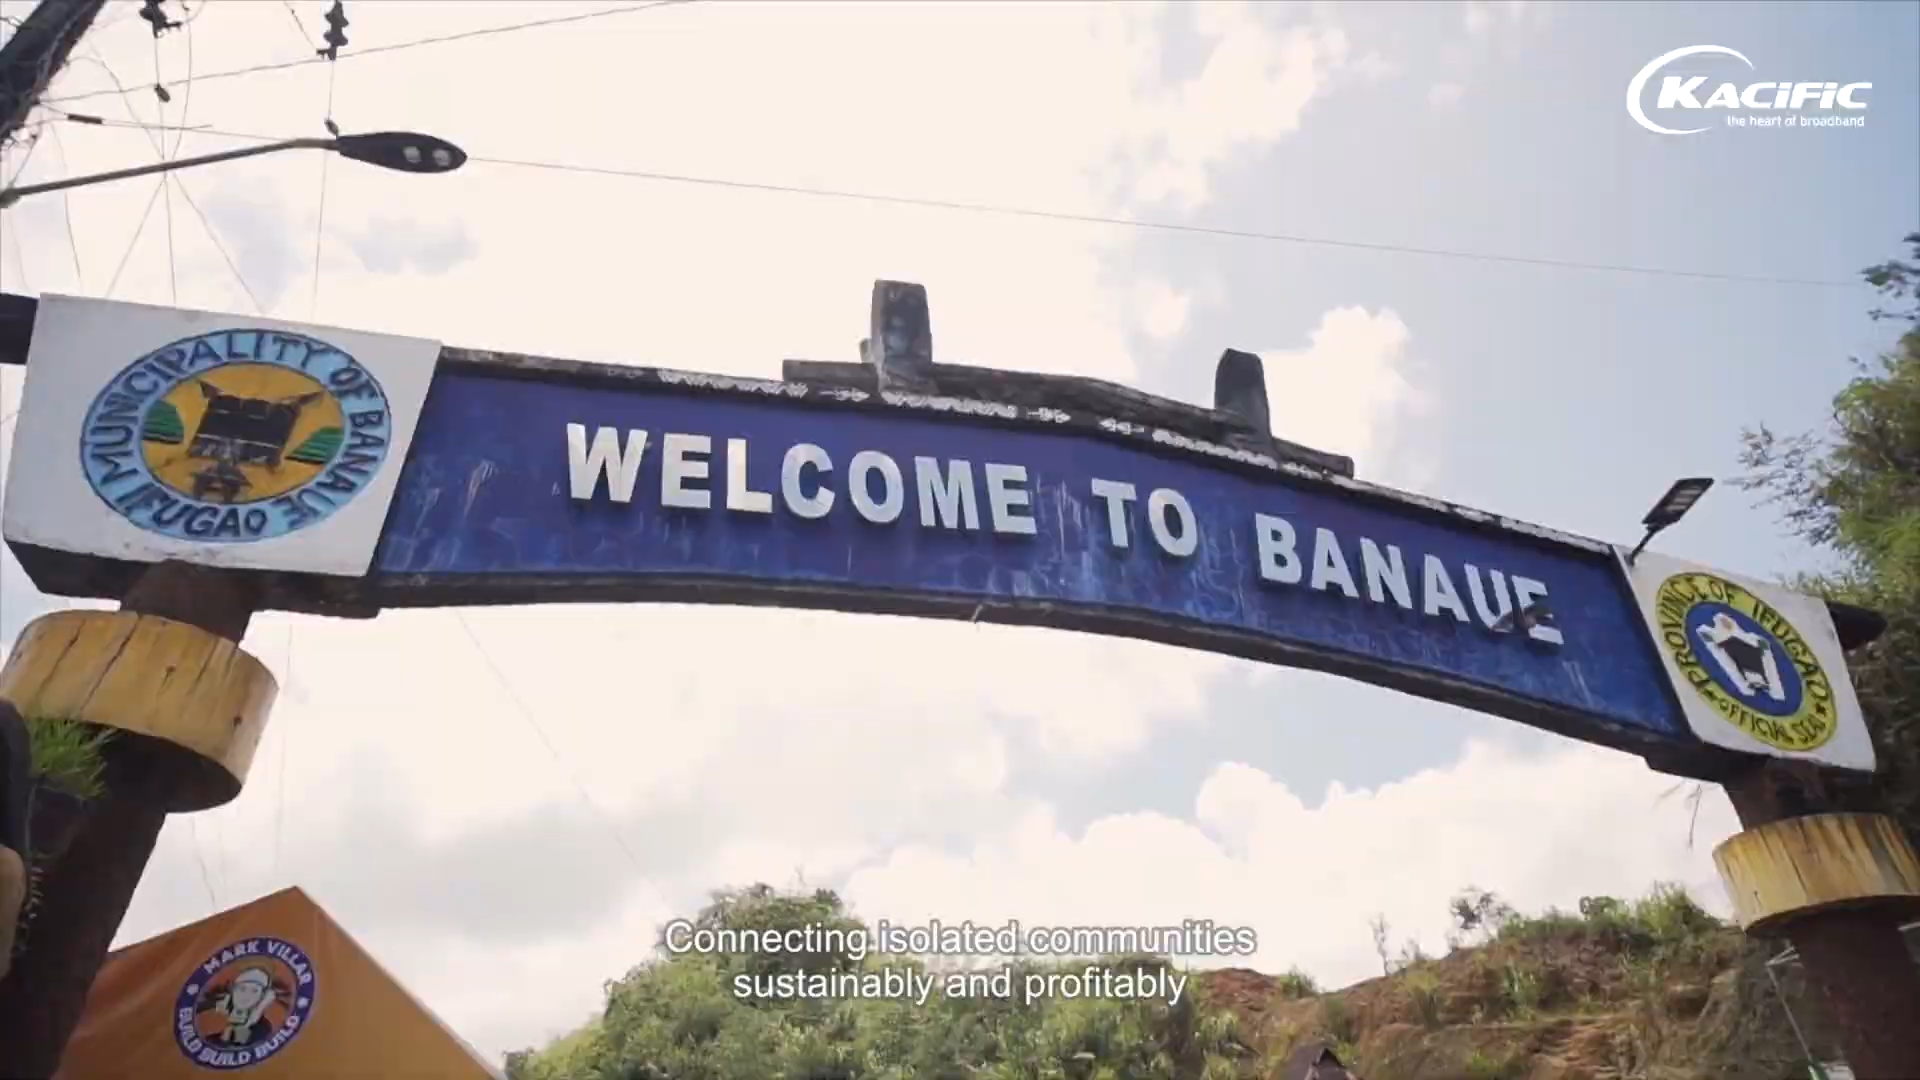 KACIFIC
the heart of broadband
MUNICIPALITY OF BANAUE
IFUGAO
WELCOME TO BANAUE
PROVINCE OF IFUGAO
OFFICIAL SEAL
Connecting isolated communities
sustainably and profitably
MARK VILLAR
BUILD BUILD BUILD